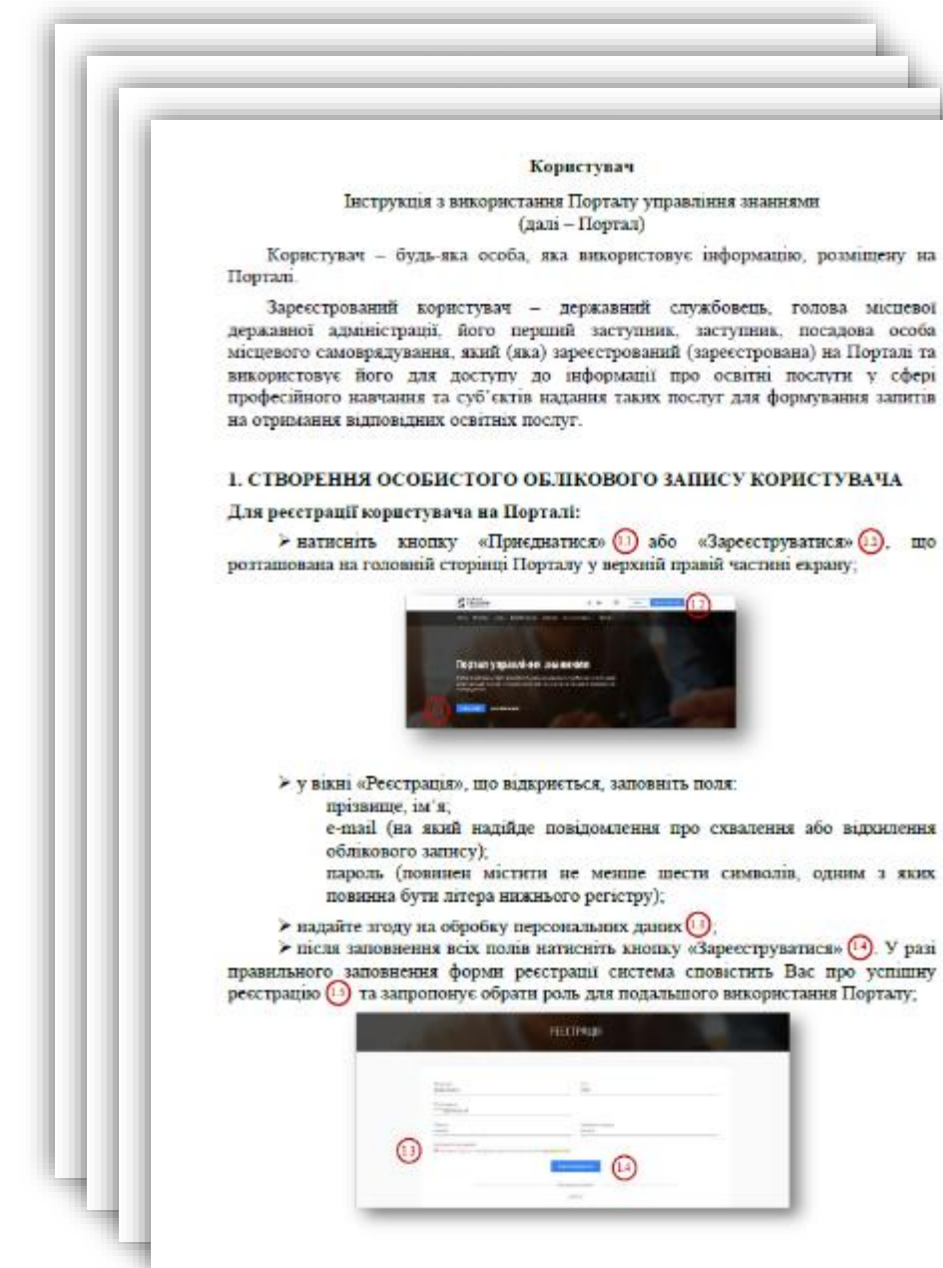 Користувач
Інструкція з використання Порталу управління знаннями
(далі – Портал)
Користувач – будь-яка особа, яка використовує інформацію, розміщену на
Порталі.
Зареєстрований користувач – державний службовець, голова місцевої
державної адміністрації, його перший заступник, заступник, посадова особа
місцевого самоврядування, який (яка) зареєстрований (зареєстрована) на Порталі та
використовує його для доступу до інформації про освітні послуги у сфері
професійного навчання та суб´єктів надання таких послуг для формування запитів
на отримання відповідних освітніх послуг.
1. СТВОРЕННЯ ОСОБИСТОГО ОБЛІКОВОГО ЗАПИСУ КОРИСТУВАЧА
Для реєстрації користувача на Порталі:
➢ натисніть кнопку «Приєднатися» 1.1 або «Зареєструватися» 1.2, що
розташована на головній сторінці Порталу у верхній правій частині екрану;
1.2
Портал управління знаннями
➢ у вікні «Реєстрація», що відкриється, заповніть поля:
прізвище, ім´я;
e-mail (на який надійде повідомлення про схвалення або відхилення
облікового запису);
пароль (повинен містити не менше шести символів, одним з яких
повинна бути літера нижнього регістру);
➢ надайте згоду на обробку персональних даних 1.3;
➢ після заповнення всіх полів натисніть кнопку «Зареєструватися» 1.4. У разі
правильного заповнення форми реєстрації система сповістить Вас про успішну
реєстрацію 1.5 та запропонує обрати роль для подальшого використання Порталу;
РЕЄСТРАЦІЯ
1.3
1.4